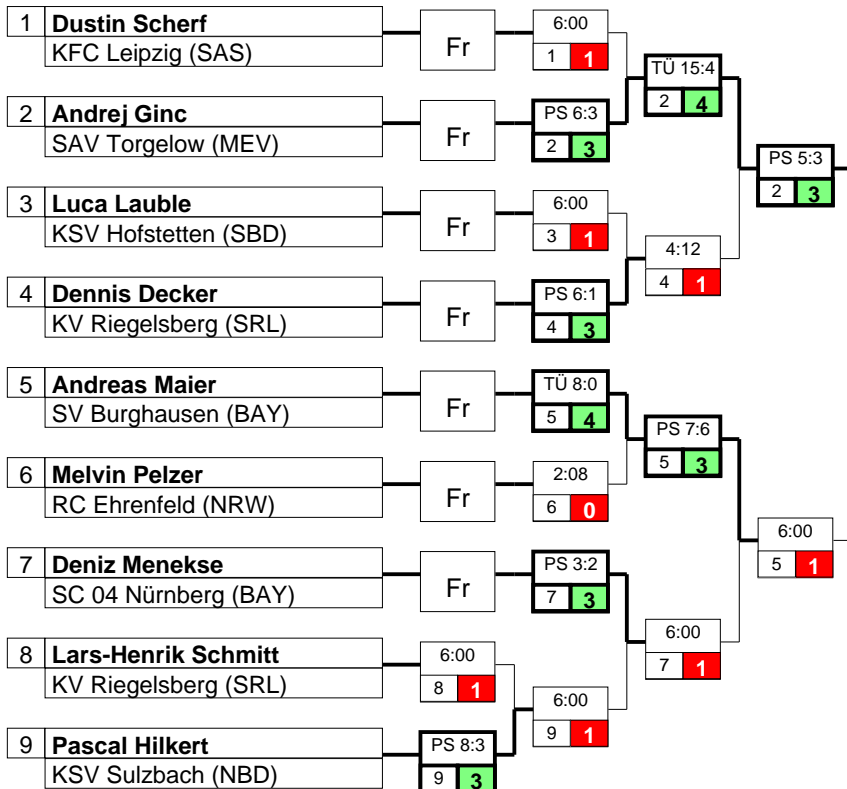 1 Dustin Scherf
KFC Leipzig (SAS)
Fr
6:00
1 1
TÜ 15:4
2 4
2 Andrej Ginc
SAV Torgelow (MEV)
Fr
PS 6:3
2 3
PS 5:3
2 3
3 Luca Lauble
KSV Hofstetten (SBD)
Fr
6:00
3 1
4:12
4 1
4 Dennis Decker
KV Riegelsberg (SRL)
Fr
PS 6:1
4 3
5 Andreas Maier
SV Burghausen (BAY)
Fr
TÜ 8:0
5 4
PS 7:6
5 3
6 Melvin Pelzer
RC Ehrenfeld (NRW)
Fr
2:08
6 0
6:00
5 1
7 Deniz Menekse
SC 04 Nürnberg (BAY)
Fr
PS 3:2
7 3
6:00
7 1
8 Lars-Henrik Schmitt
KV Riegelsberg (SRL)
6:00
8 1
6:00
9 1
9 Pascal Hilkert
KSV Sulzbach (NBD)
PS 8:3
9 3